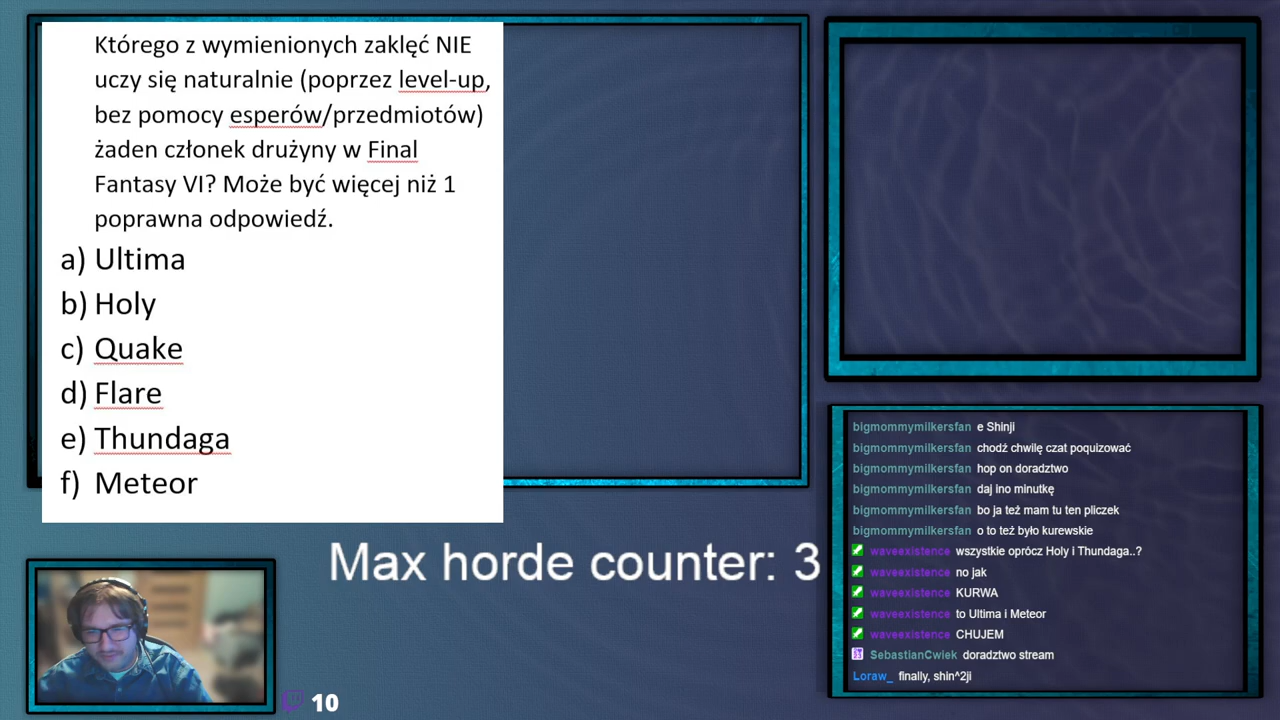 Którego z wymienionych zaklęć NIE
uczy się naturalnie (poprzez level-up,
bez pomocy esperów/przedmiotów)
żaden członek drużyny w Final
Fantasy VI? Może być więcej niż 1
poprawna odpowiedź.
a) Ultima
b) Holy
c) Quake
d) Flare
e) Thundaga
f) Meteor
Max horde counter: 3
10
bigmommymilkersfan e Shinji
bigmommymilkersfan chodź chwilę czat poquizować
bigmommymilkersfan hop on doradztwo
bigmommymilkersfan daj ino minutkę
bigmommymilkersfan bo ja też mam tu ten pliczek
bigmommymilkersfan o to też było kurewskie
waveexistence wszystkie oprócz Holy i Thundaga..?
waveexistence no jak
waveexistence KURWA
waveexistence to Ultima i Meteor
waveexistence CHUJEM
SebastianCwiek doradztwo stream
Loraw_ finally, shin^2ji